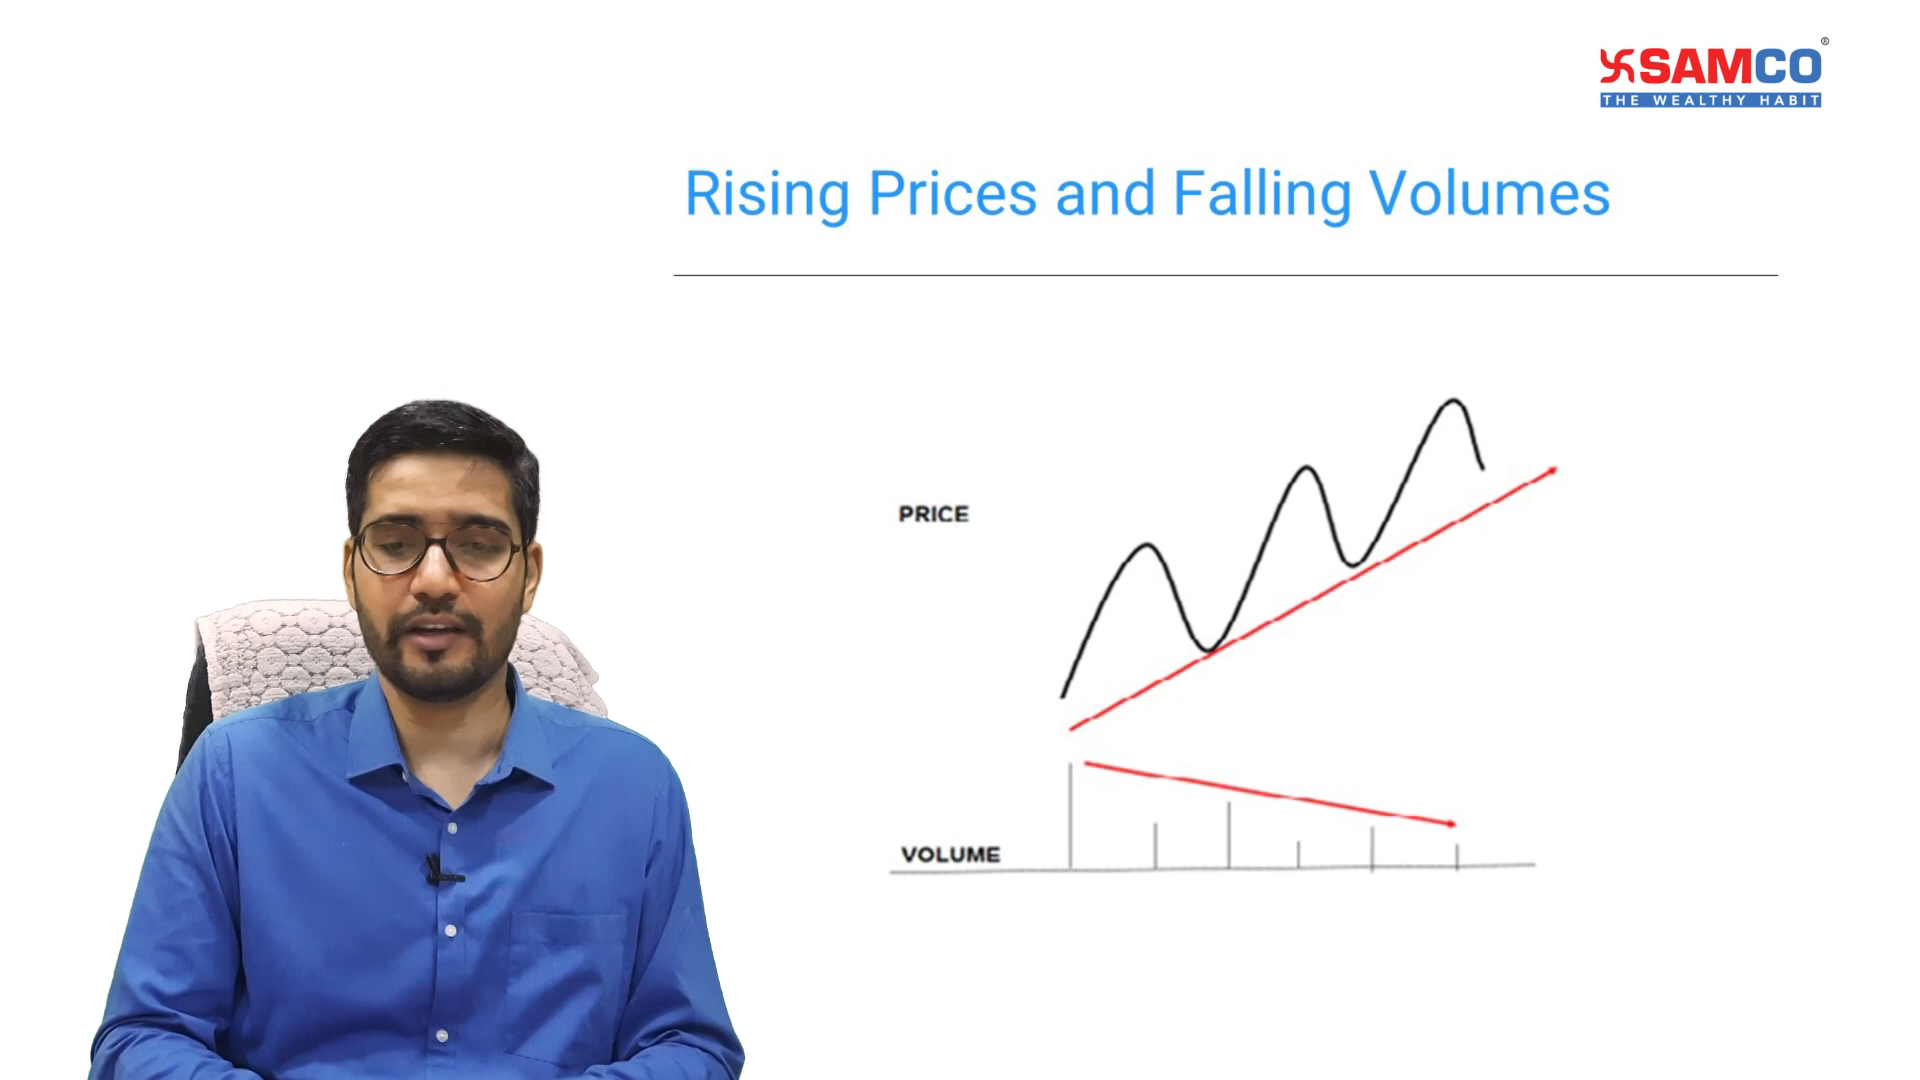 SAMCO®
THE WEALTHY HABIT
Rising Prices and Falling Volumes
PRICE
VOLUME